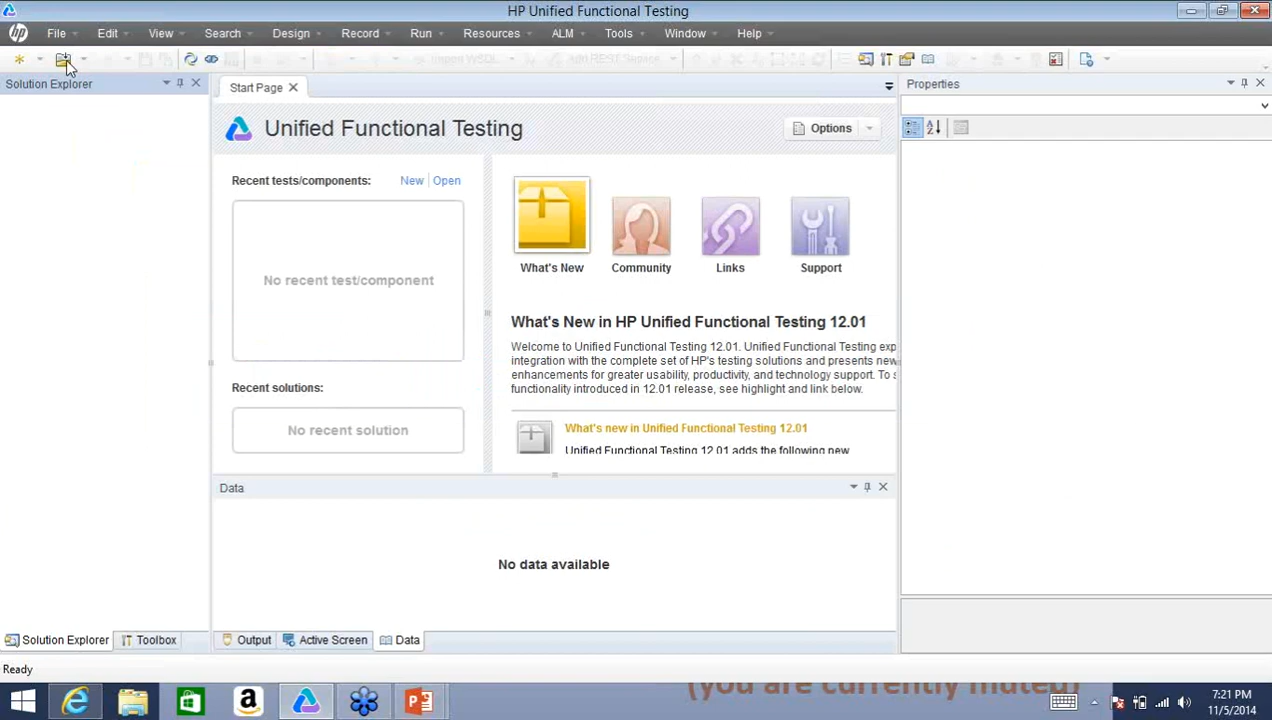 HP Unified Functional Testing
hp File Edit View Search Design Record Run Resources ALM Tools Window Help
Import WSDL Add REST Service
Solution Explorer
Start Page
Properties
Unified Functional Testing
Options
Recent tests/components: New Open
No recent test/component
Recent solutions:
No recent solution
What's New Community Links Support
What's New in HP Unified Functional Testing 12.01
Welcome to Unified Functional Testing 12.01. Unified Functional Testing exp
integration with the complete set of HP's testing solutions and presents new
enhancements for greater usability, productivity, and technology support. To s
functionality introduced in 12.01 release, see highlight and link below.
What's new in Unified Functional Testing 12.01
Unified Functional Testing 12.01 adds the following new
Data
No data available
Solution Explorer Toolbox Output Active Screen Data
Ready
(you are currently muted)
7:21 PM
11/5/2014